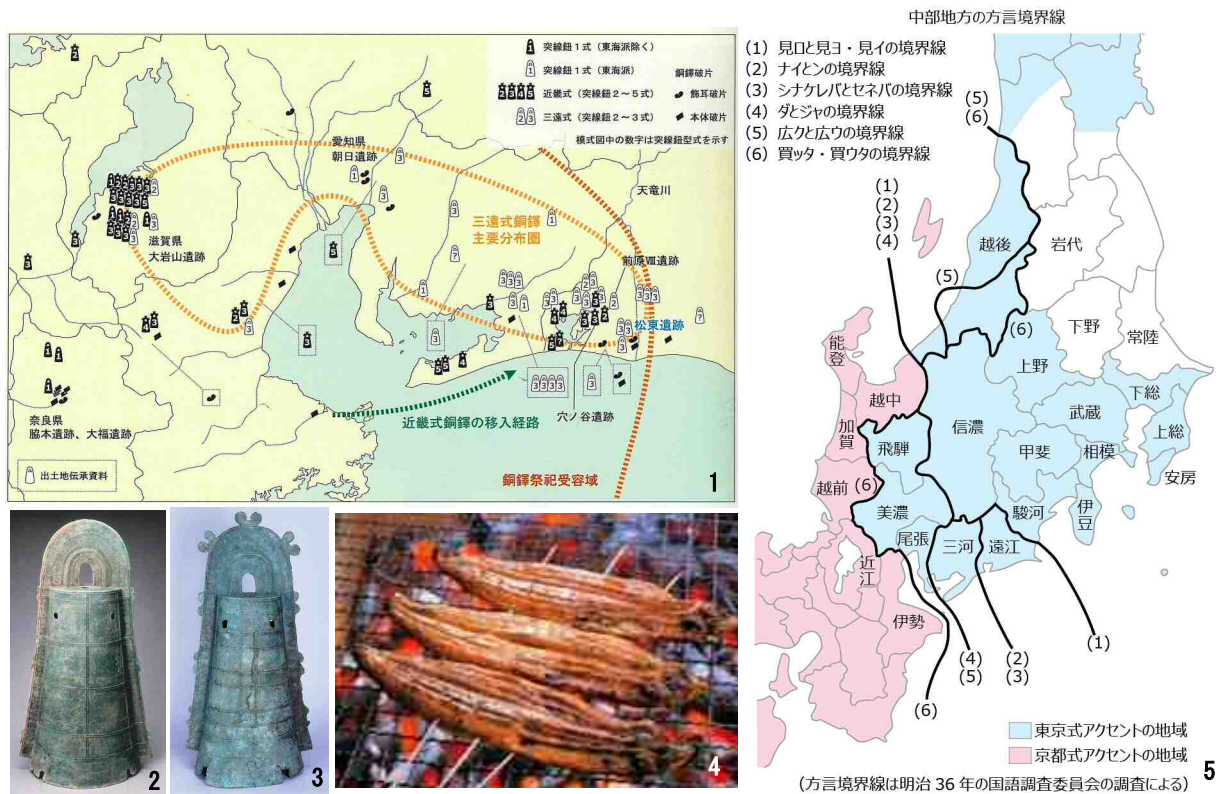 突線鈕1式(東海派除く)
突線鈕1式(東海派)
近畿式(突線鈕2～5式)
三遠式(突線鈕2～3式)
銅鐸破片
飾耳破片
本体破片
模式図中の数字は突線鈕型式を示す
愛知県
朝日遺跡
天竜川
三遠式銅鐸
主要分布圏
前原Ⅷ遺跡
滋賀県
大岩山遺跡
松東遺跡
穴ノ谷遺跡
近畿式銅鐸の移入経路
奈良県
脇本遺跡、大福遺跡
出土地伝承資料
銅鐸祭祀受容域
1
2
3
4
中部地方の方言境界線
(1) 見ロと見ヨ・見イの境界線
(2) ナイとンの境界線
(3) シナケレバとセネバの境界線
(4) ダとジャの境界線
(5) 広クと広ウの境界線
(6) 買ッタ・買ウタの境界線
(5)
(6)
(1)
(2)
(3)
(4)
越後
岩代
(5)
(6)
下野
常陸
能登
上野
越中
下総
加賀
信濃
武蔵
上総
飛騨
甲斐
相模
安房
越前
(6)
美濃
駿河
伊豆
尾張
三河
遠江
近江
伊勢
(1)
(4)
(5)
(2)
(3)
(6)
東京式アクセントの地域
京都式アクセントの地域
(方言境界線は明治36年の国語調査委員会の調査による)
5